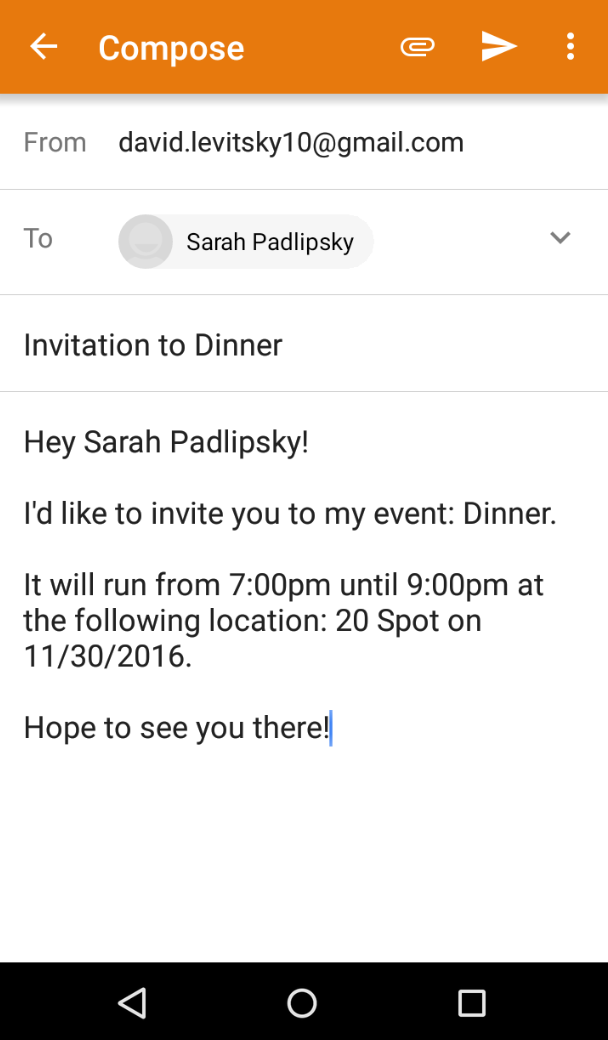 Compose
From david.levitsky10@gmail.com
To Sarah Padlipsky
Invitation to Dinner
Hey Sarah Padlipsky!
I'd like to invite you to my event: Dinner.
It will run from 7:00pm until 9:00pm at
the following location: 20 Spot on
11/30/2016.
Hope to see you there!